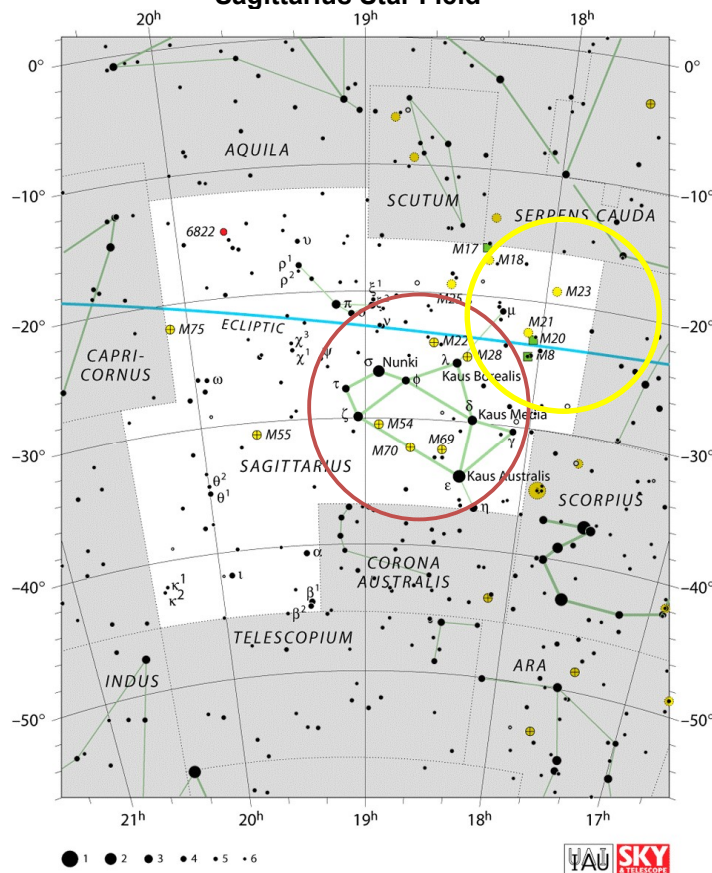 Sagittarius Star Field
20h 19h 18h
0° 0°
AQUILA
SCUTUM
-10° -10°
SERPENS CAUDA
6822
υ
M17
M18
ρ1
ρ2
ξ1
M25
M23
π
ο
μ
ν
-20° -20°
ECLIPTIC
M75
M21
M20
χ3
χ1
ψ
M22
M28
M8
CAPRI-
CORNUS
λ
Kaus Borealis
σ Nunki
φ
ω
τ
δ
Kaus Media
ζ
M54
γ
M55
M70
M69
-30° -30°
SAGITTARIUS
ε
Kaus Australis
θ2
θ1
η
SCORPIUS
α
CORONA
AUSTRALIS
κ1
κ2
ι
β1
β2
-40° -40°
TELESCOPIUM
ARA
INDUS
-50° -50°
21h 20h 19h 18h 17h
1 2 3 4 5 6
IAU
SKY
& TELESCOPE